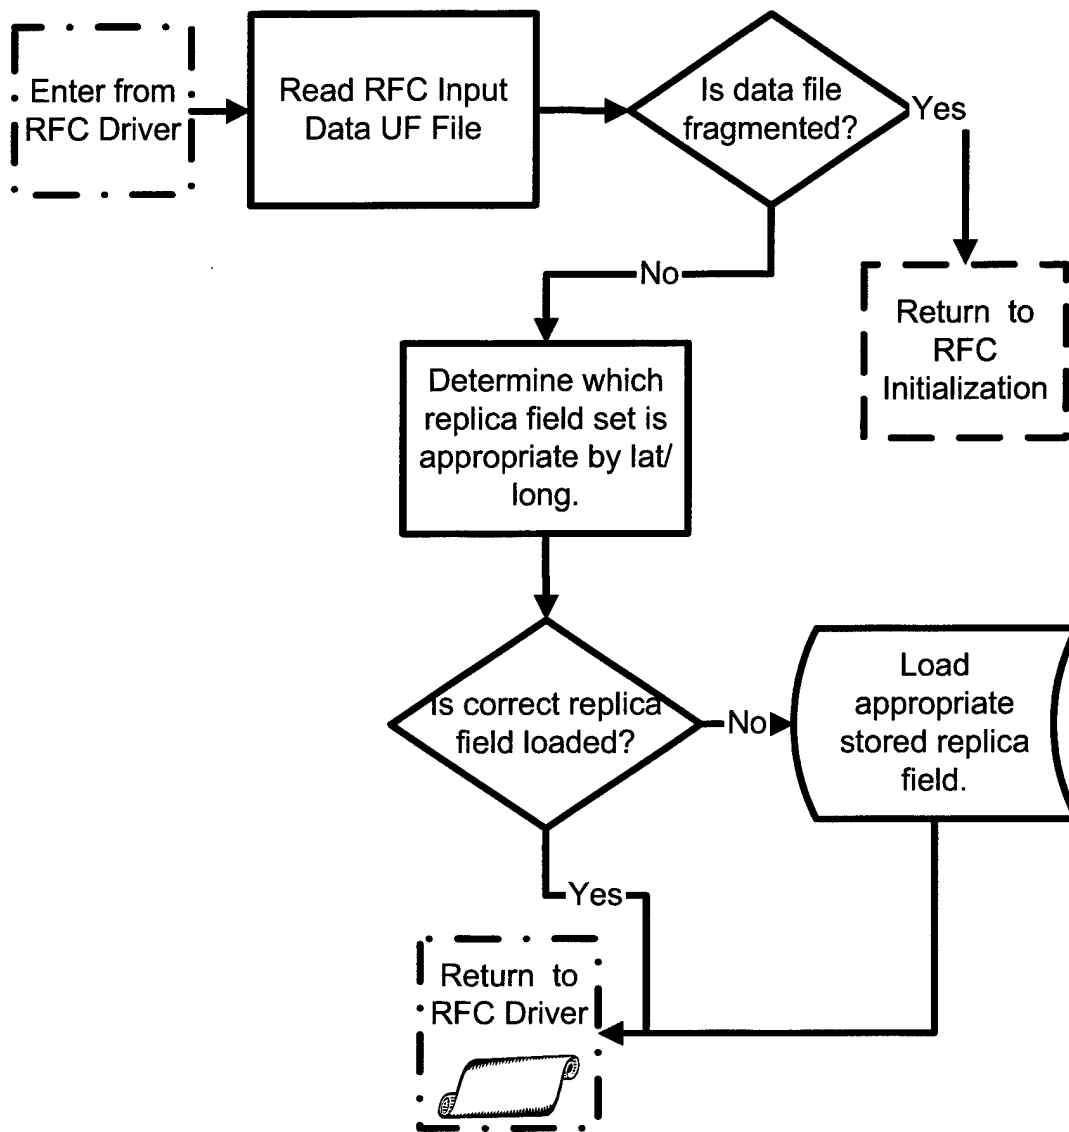 Enter from
RFC Driver
Read RFC Input
Data UF File
Is data file
fragmented?
Yes
No
Return to
RFC
Initialization
Determine which
replica field set is
appropriate by lat/
long.
Is correct replica
field loaded?
No
Load
appropriate
stored replica
field.
Yes
Return to
RFC Driver